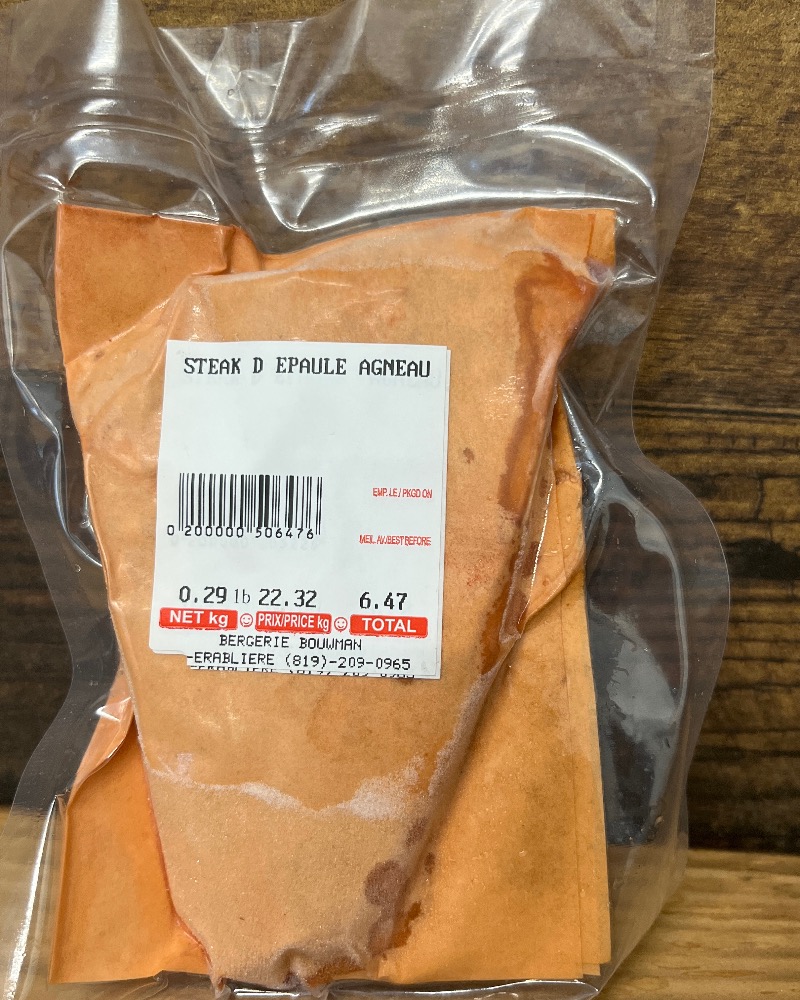 STEAK D EPAULE AGNEAU
EMP. LE / PKGD ON
0 200000 506476
MEIL. AV./BEST BEFORE
0.29 lb 22.32 6.47
NET kg PRIX/PRICE kg TOTAL
BERGERIE BOUWMAN
-ERABLIERE (819)-209-0965